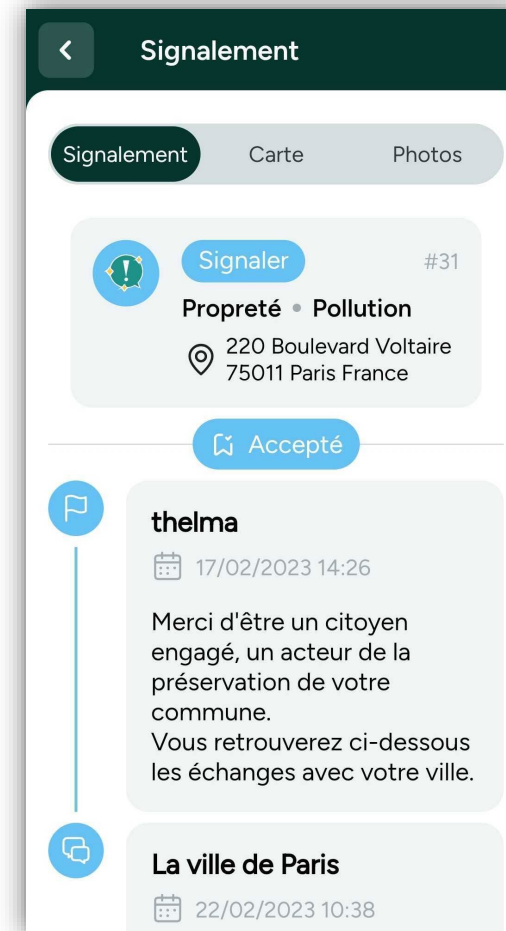 Signalement
Signalement Carte Photos
Signaler #31
Propreté • Pollution
220 Boulevard Voltaire
75011 Paris France
Accepté
thelma
17/02/2023 14:26
Merci d'être un citoyen
engagé, un acteur de la
préservation de votre
commune.
Vous retrouverez ci-dessous
les échanges avec votre ville.
La ville de Paris
22/02/2023 10:38